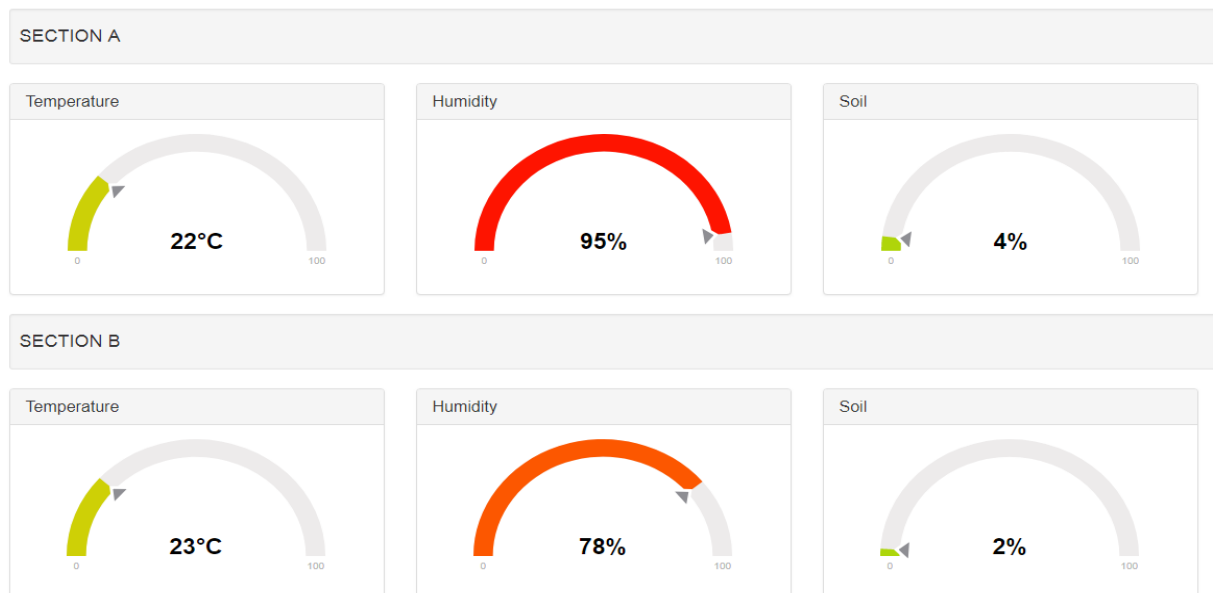 SECTION A
Temperature Humidity Soil
22°C 95% 4%
0 100 0 100 0 100
SECTION B
Temperature Humidity Soil
23°C 78% 2%
0 100 0 100 0 100